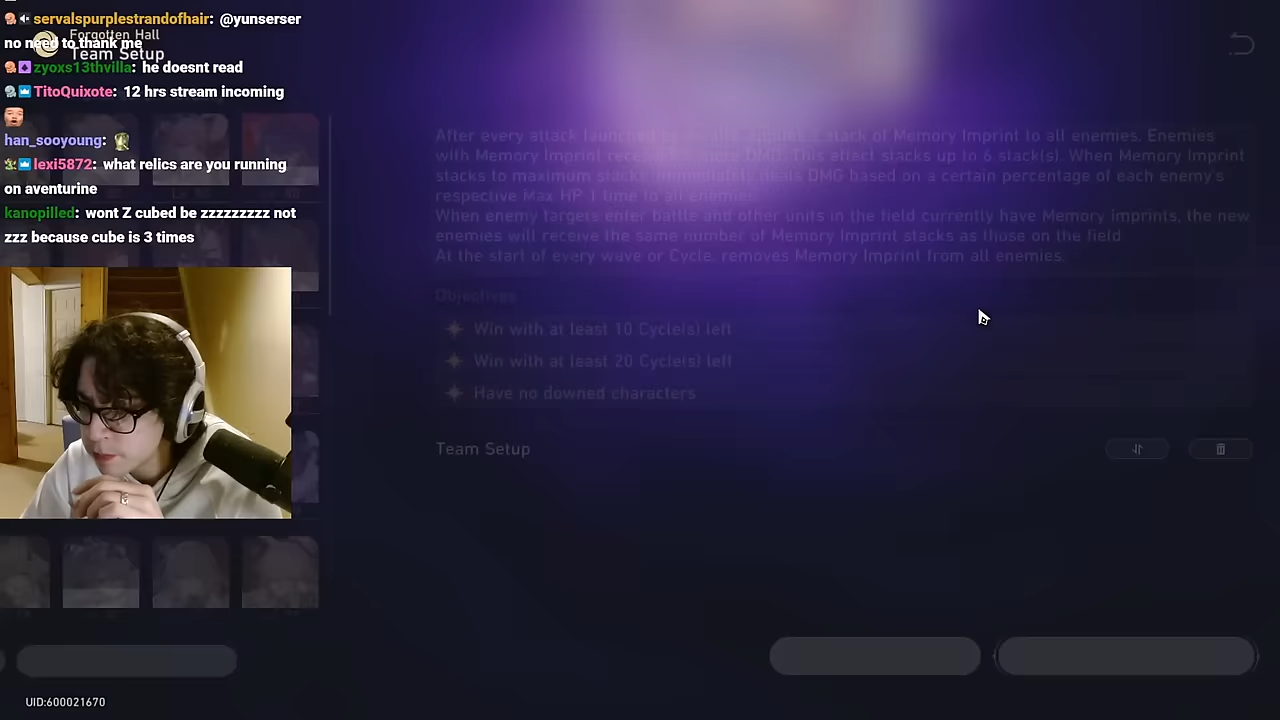 servalspurplestrandofhair: @yunserser
no need to thank me
Forgotten Hall
Team Setup
zyoxs13thvilla: he doesnt read
TitoQuixote: 12 hrs stream incoming
han_sooyoung:
lexi5872: what relics are you running
on aventurine
kanopilled: wont Z cubed be zzzzzzzzz not
zzz because cube is 3 times
After every attack launched stack of Memory Imprint to all enemies. Enemies
with Memory Imprint This effect stacks up to 6 stack(s). When Memory Imprint
stacks to maximum stacks, immediately deals DMG based on a certain percentage of each enemy's
respective Max HP 1 time to all enemies.
When enemy targets enter battle and other units in the field currently have Memory Imprints, the new
enemies will receive the same number of Memory Imprint stacks as those on the field
At the start of every wave or Cycle, removes Memory Imprint from all enemies.
Objectives
Win with at least 10 Cycle(s) left
Win with at least 20 Cycle(s) left
Have no downed characters
Team Setup
UID:600021670